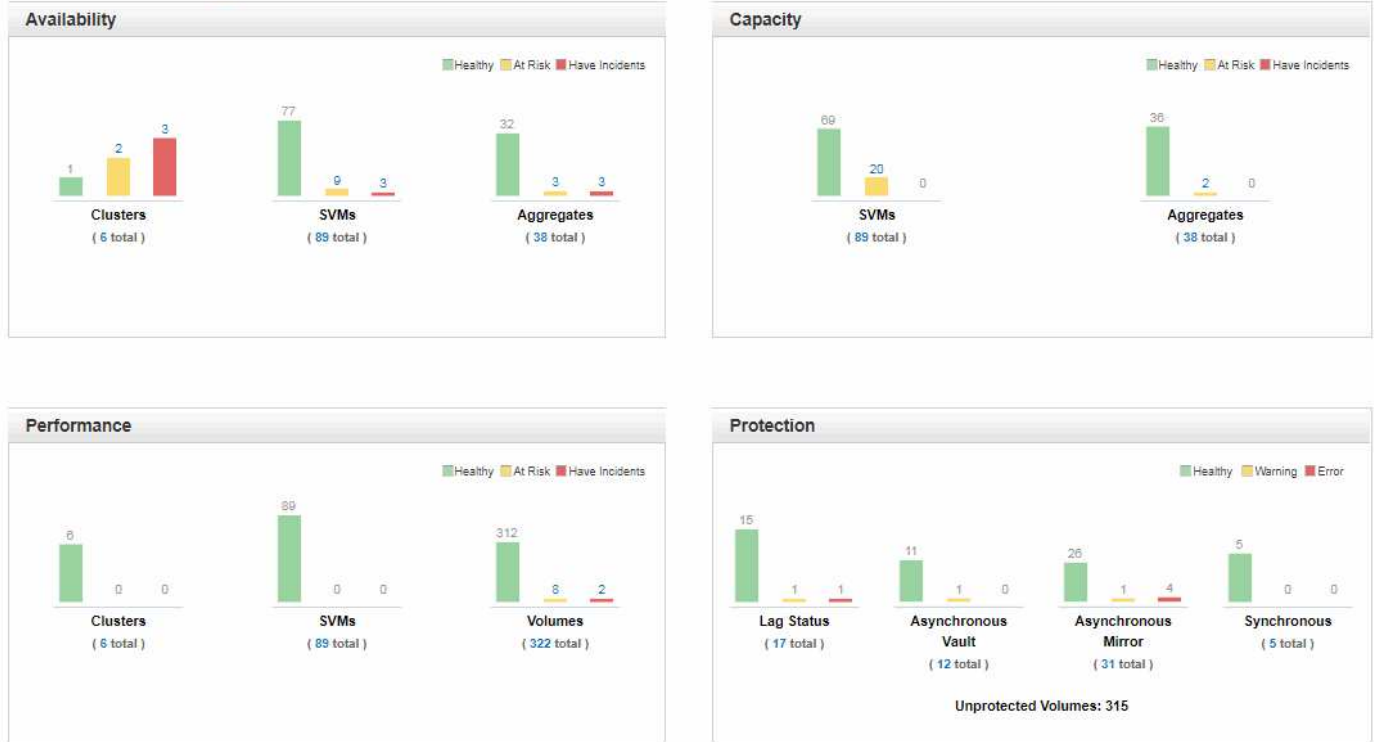 Availability
Healthy At Risk Have Incidents
1 2 3
77 9 3
32 3 3
Clusters SVMs Aggregates
( 6 total ) ( 89 total ) ( 38 total )
Capacity
Healthy At Risk Have Incidents
69 20 0
36 2 0
SVMs Aggregates
( 89 total ) ( 38 total )
Performance
Healthy At Risk Have Incidents
6 0 0
89 0 0
312 8 2
Clusters SVMs Volumes
( 6 total ) ( 89 total ) ( 322 total )
Protection
Healthy Warning Error
15 1 1
11 1 0
26 1 4
5 0 0
Lag Status
( 17 total )
Asynchronous
Vault
( 12 total )
Asynchronous
Mirror
( 31 total )
Synchronous
( 5 total )
Unprotected Volumes: 315